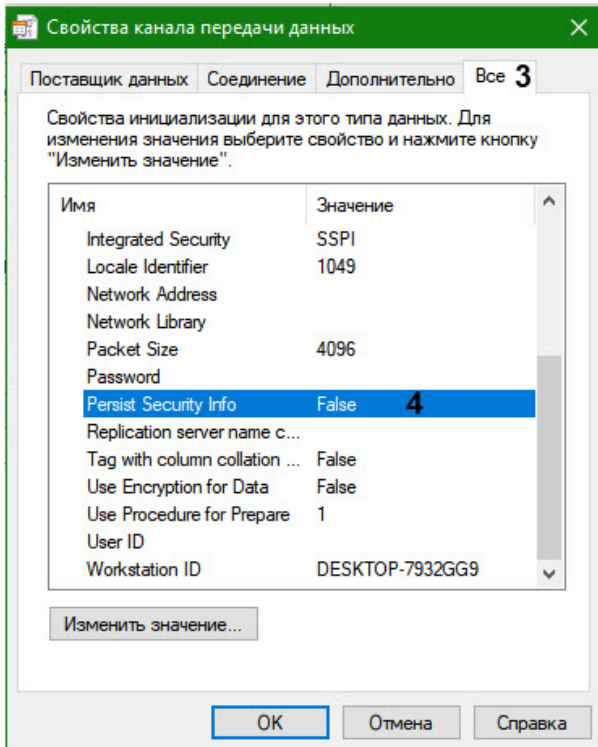 Свойства канала передачи данных
Поставщик данных Соединение Дополнительно Все 3
Свойства инициализации для этого типа данных. Для
изменения значения выберите свойство и нажмите кнопку
"Изменить значение".
Имя Значение
Integrated Security SSPI
Locale Identifier 1049
Network Address
Network Library
Packet Size 4096
Password
Persist Security Info False 4
Replication server name c...
Tag with column collation ... False
Use Encryption for Data False
Use Procedure for Prepare 1
User ID
Workstation ID DESKTOP-7932GG9
Изменить значение...
OK Отмена Справка